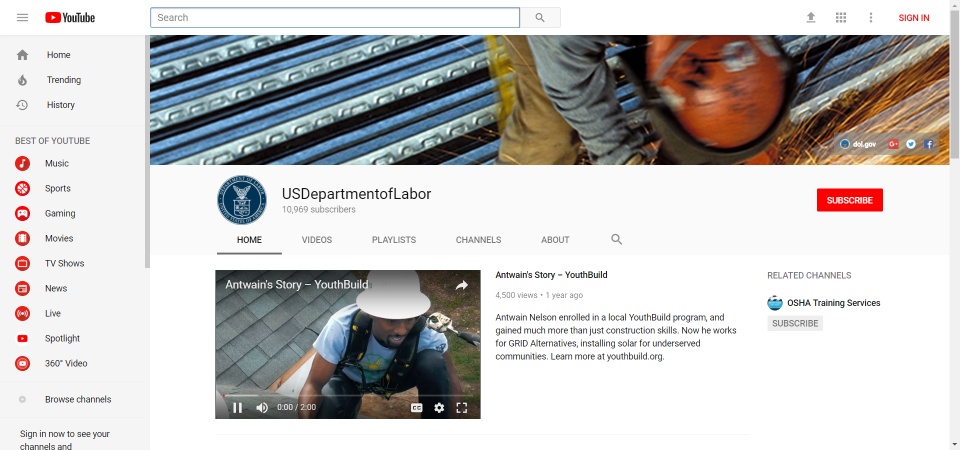 YouTube
Search
SIGN IN
Home
Trending
History
BEST OF YOUTUBE
Music
Sports
Gaming
Movies
TV Shows
News
Live
Spotlight
360° Video
Browse channels
Sign in now to see your
channels and
dol.gov
USDepartmentofLabor
10,969 subscribers
SUBSCRIBE
HOME
VIDEOS
PLAYLISTS
CHANNELS
ABOUT
Antwain's Story – YouthBuild
0:00 / 2:00
CC
Antwain's Story – YouthBuild
4,500 views • 1 year ago
Antwain Nelson enrolled in a local YouthBuild program, and
gained much more than just construction skills. Now he works
for GRID Alternatives, installing solar for underserved
communities. Learn more at youthbuild.org.
RELATED CHANNELS
OSHA Training Services
SUBSCRIBE